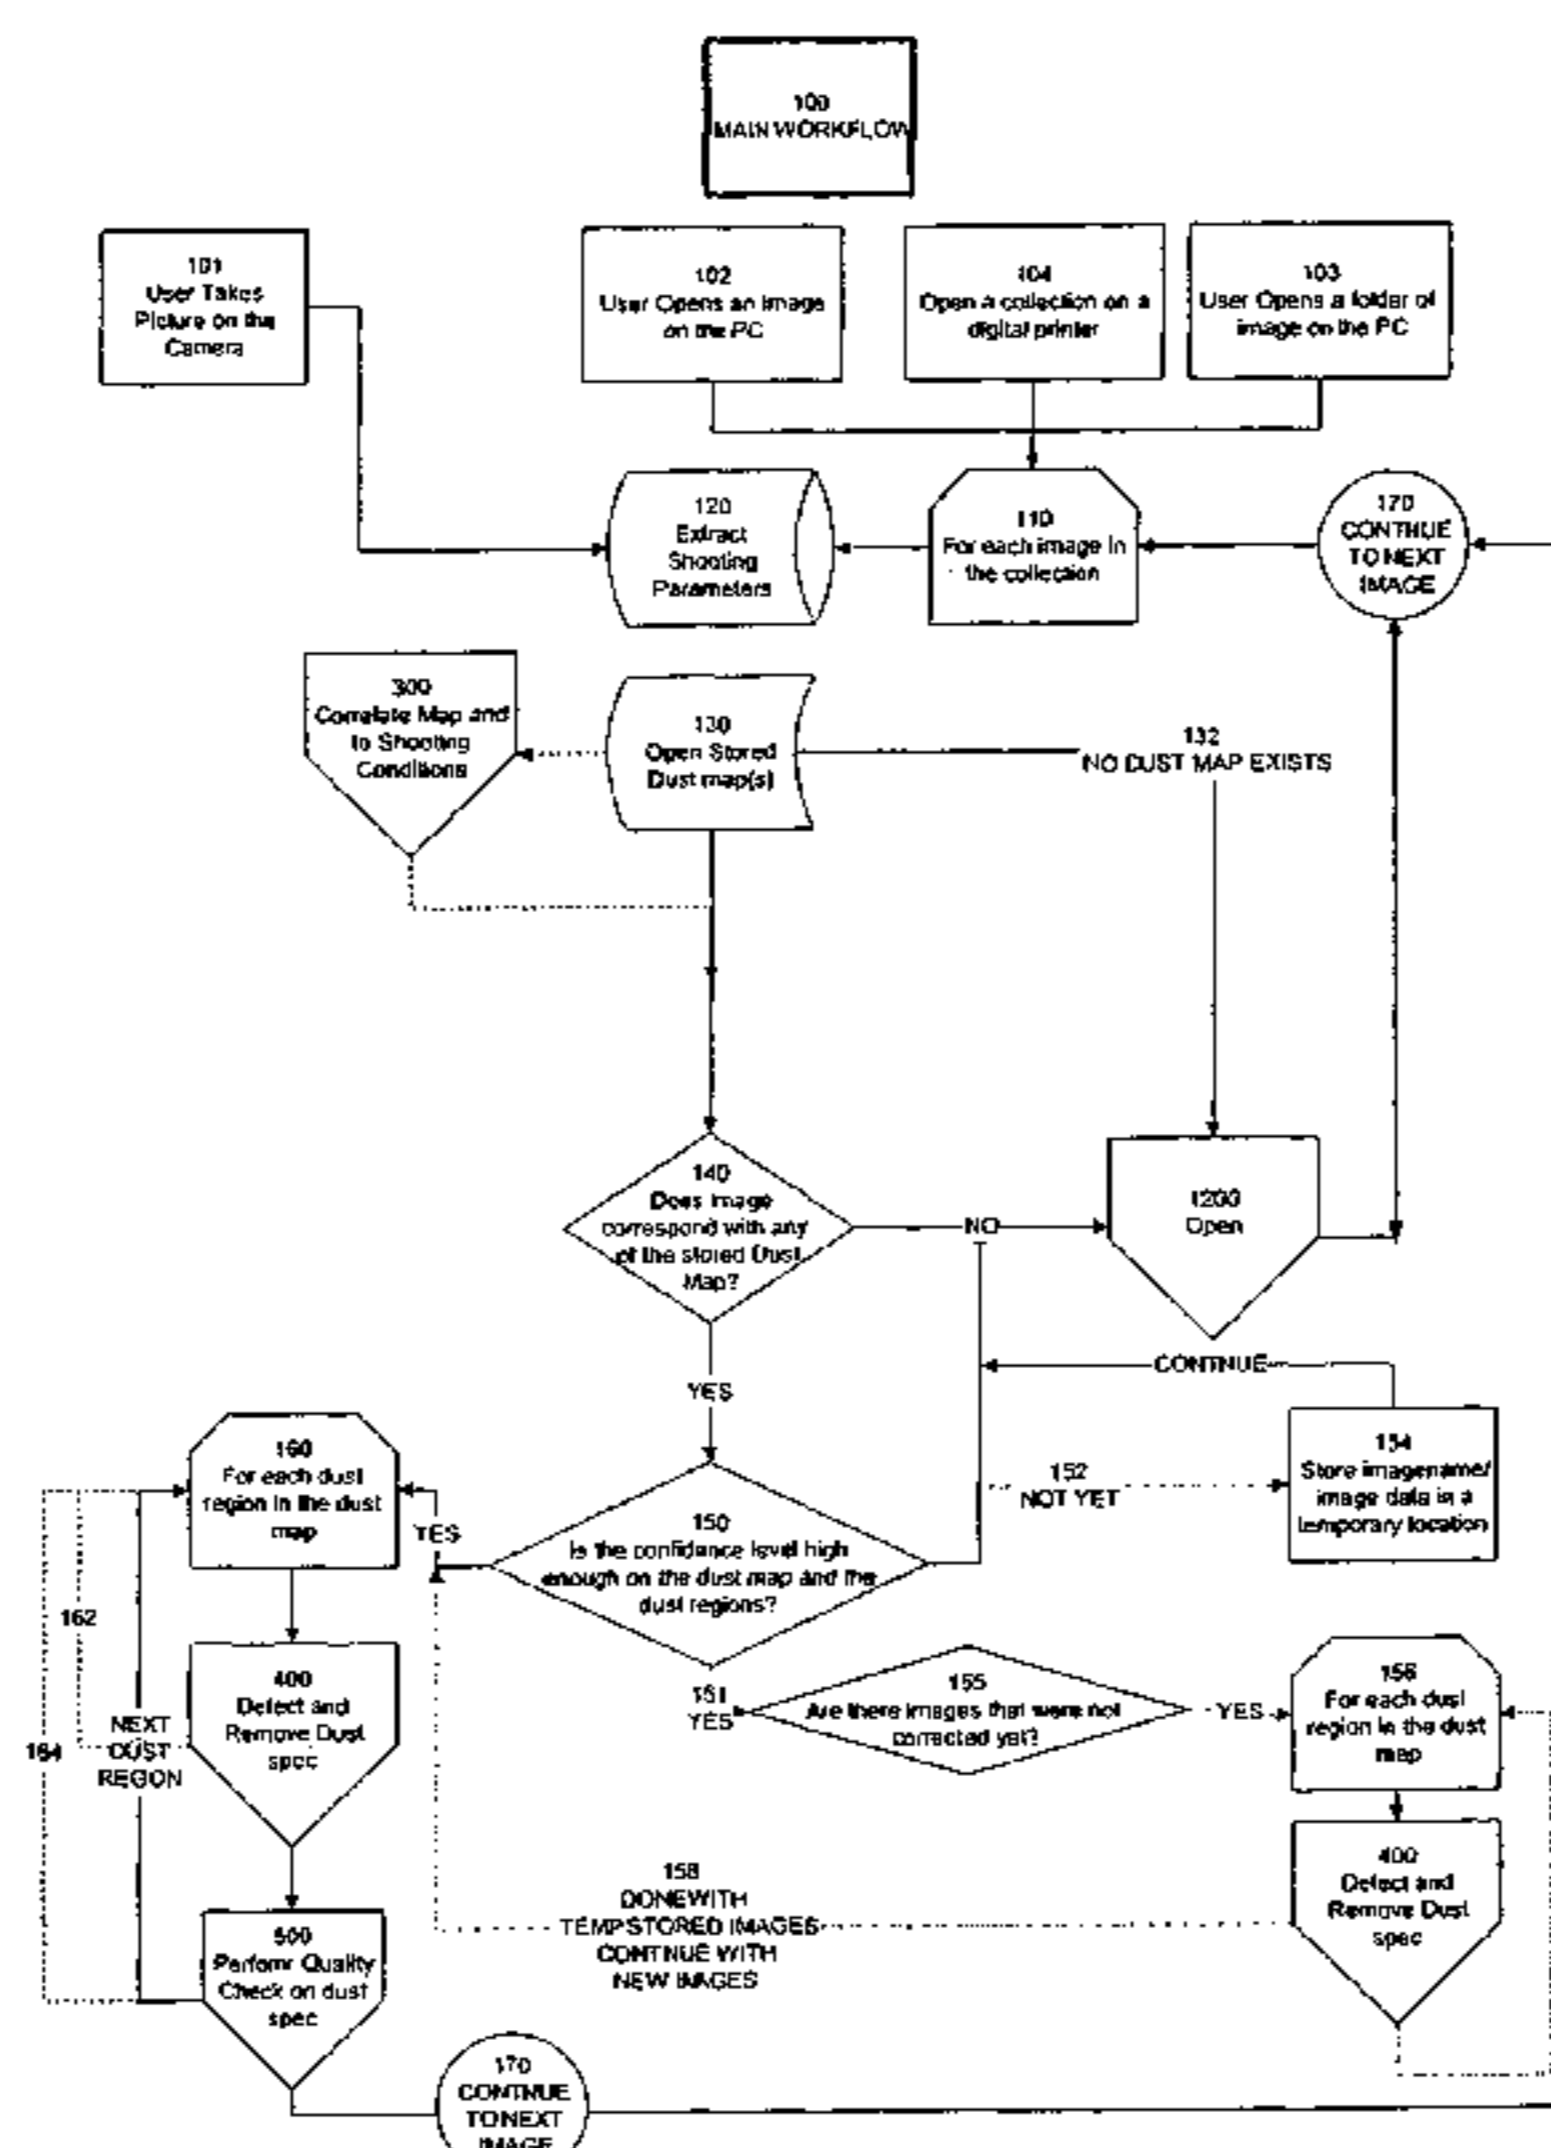 100
MAIN WORKFLOW
101
User Takes
Picture on the
Camera
102
User Opens an Image
on the PC
104
Open a collection on a
digital printer
103
User Opens a folder of
image on the PC
120
Extract
Shooting
Parameters
110
For each image in
the collection
170
CONTINUE
TO NEXT
IMAGE
300
Correlate Map and
to Shooting
Conditions
130
Open Stored
Dust map(s)
132
NO DUST MAP EXISTS
140
Does image
correspond with any
of the stored Dust
Map?
NO
1200
Open
YES
CONTINUE
160
For each dust
region in the dust
map
YES
150
Is the confidence level high
enough on the dust map and the
dust regions?
152
NOT YET
154
Store imagename/
image data in a
temporary location
162
164
NEXT
DUST
REGON
400
Detect and
Remove Dust
spec
151
YES
155
Are there images that were not
corrected yet?
YES
156
For each dust
region in the dust
map
158
DONEWITH
TEMPSTORED IMAGES
CONTINUE WITH
NEW IMAGES
400
Detect and
Remove Dust
spec
500
Perfomr Quality
Check on dust
spec
170
CONTINUE
TO NEXT
IMAGE